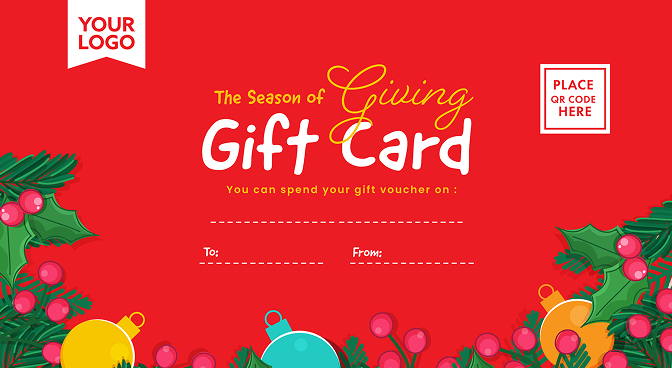 YOUR
LOGO
The Season of Giving
Gift Card
PLACE
QR CODE
HERE
You can spend your gift voucher on :
To:
From: